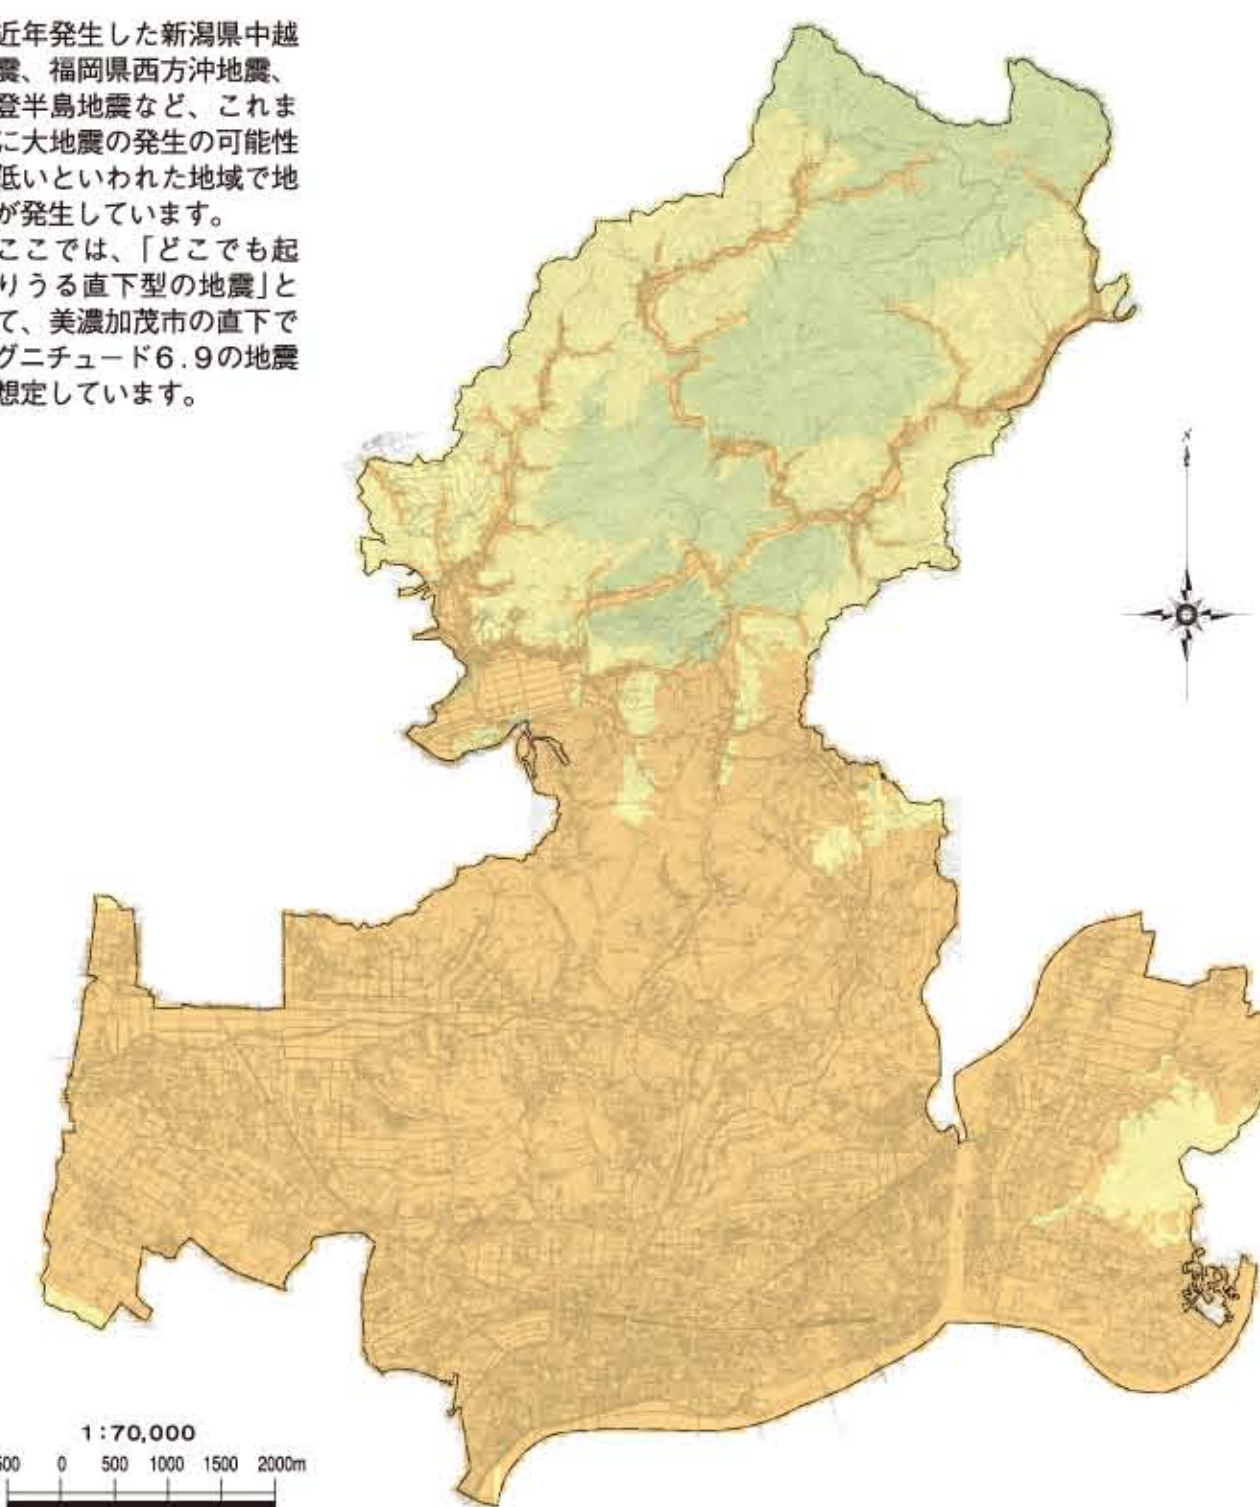 近年発生した新潟県中越
震、福岡県西方沖地震、
登半島地震など、これま
に大地震の発生の可能性
低いといわれた地域で地
が発生しています。
ここでは、「どこでも起
りうる直下型の地震」と
て、美濃加茂市の直下で
グニチュード6.9の地震
想定しています。
N
1:70,000
500 0 500 1000 1500 2000m